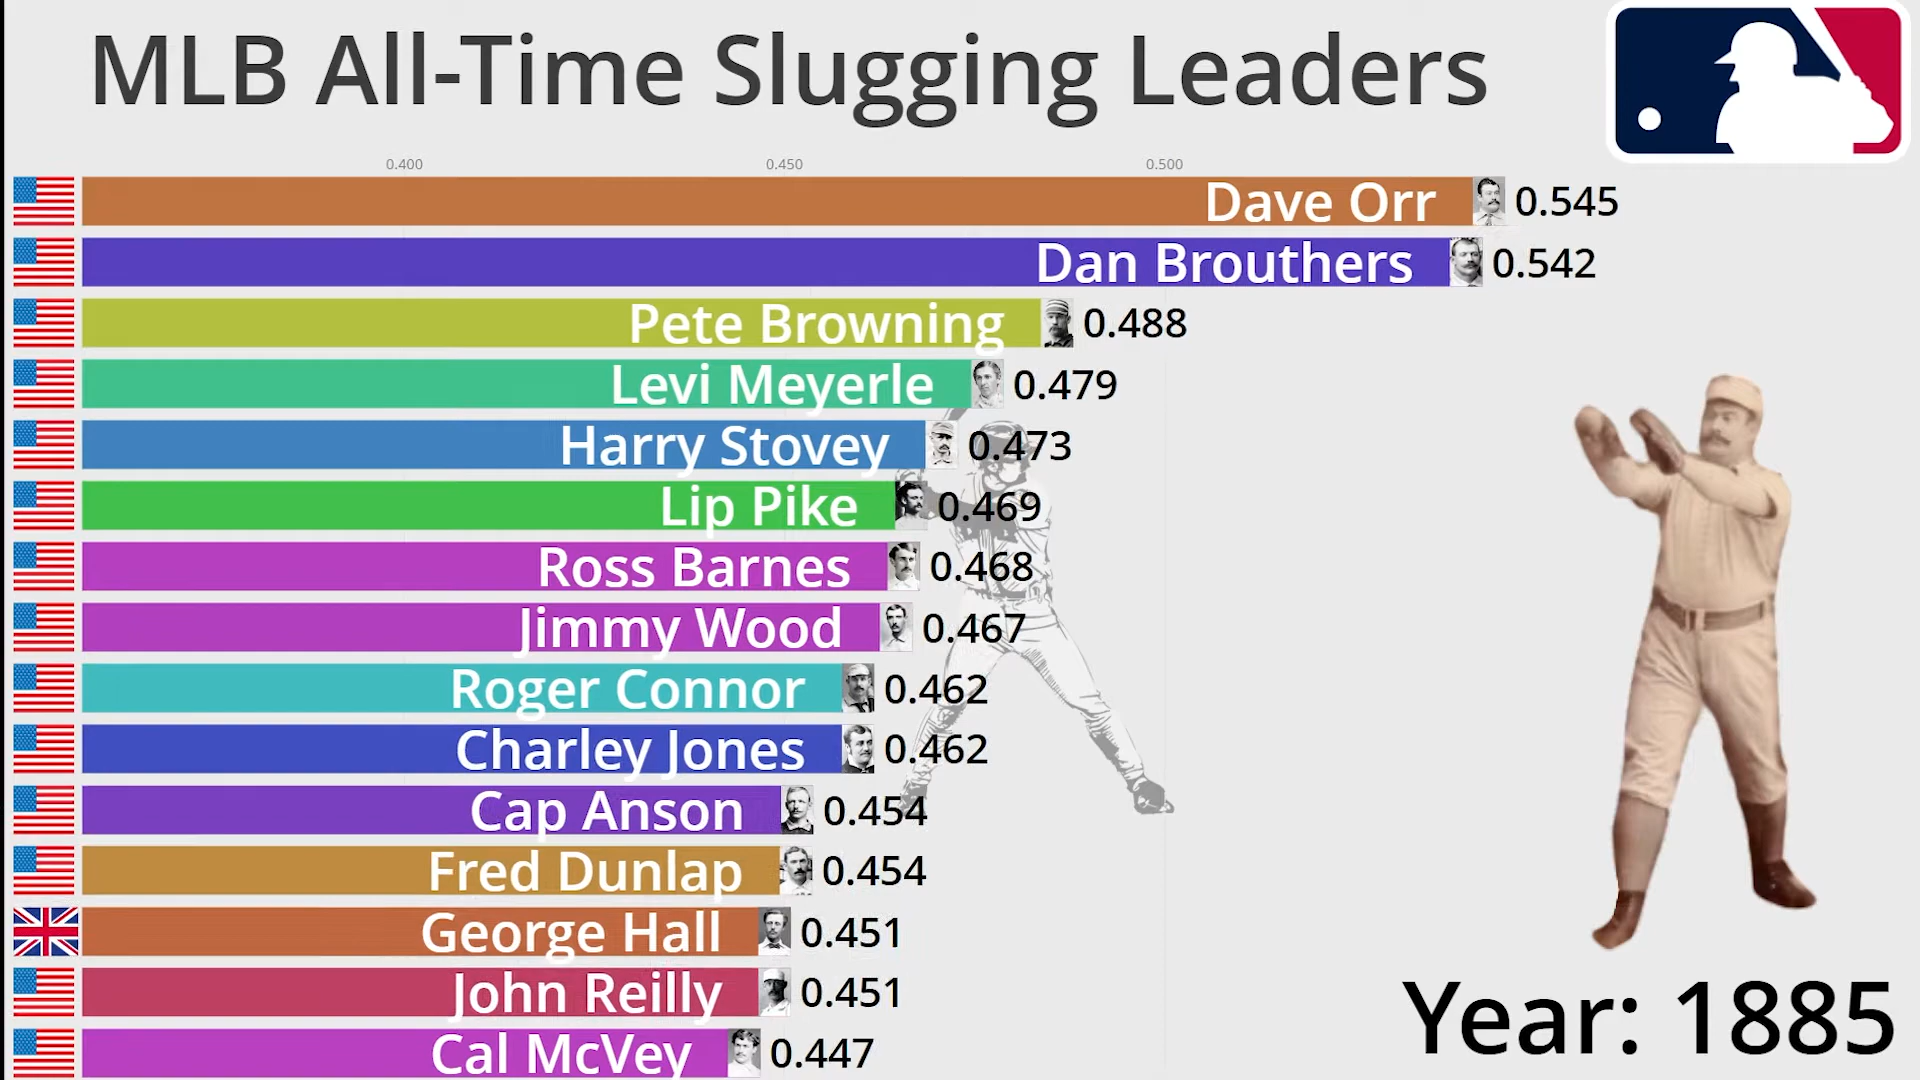 MLB All-Time Slugging Leaders
0.400 0.450 0.500
Dave Orr 0.545
Dan Brouthers 0.542
Pete Browning 0.488
Levi Meyerle 0.479
Harry Stovey 0.473
Lip Pike 0.469
Ross Barnes 0.468
Jimmy Wood 0.467
Roger Connor 0.462
Charley Jones 0.462
Cap Anson 0.454
Fred Dunlap 0.454
George Hall 0.451
John Reilly 0.451
Cal McVey 0.447
Year: 1885